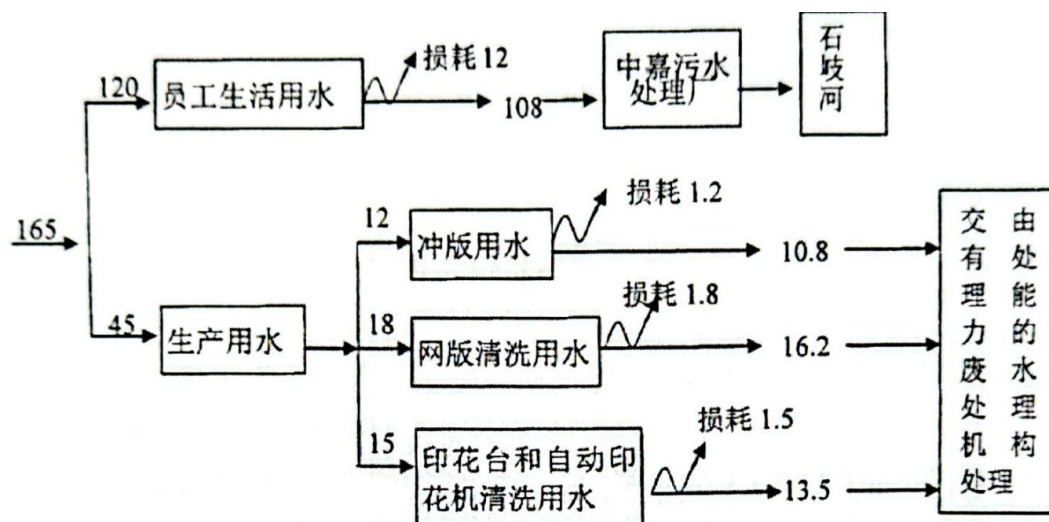 120
员工生活用水
损耗 12
108
中嘉污水
处理厂
石
岐
河
165
12
冲版用水
损耗 1.2
10.8
45
生产用水
18
网版清洗用水
损耗 1.8
16.2
15
印花台和自动印
花机清洗用水
损耗 1.5
13.5
交由
有处
理能
力的
废水
处理
机构
处理